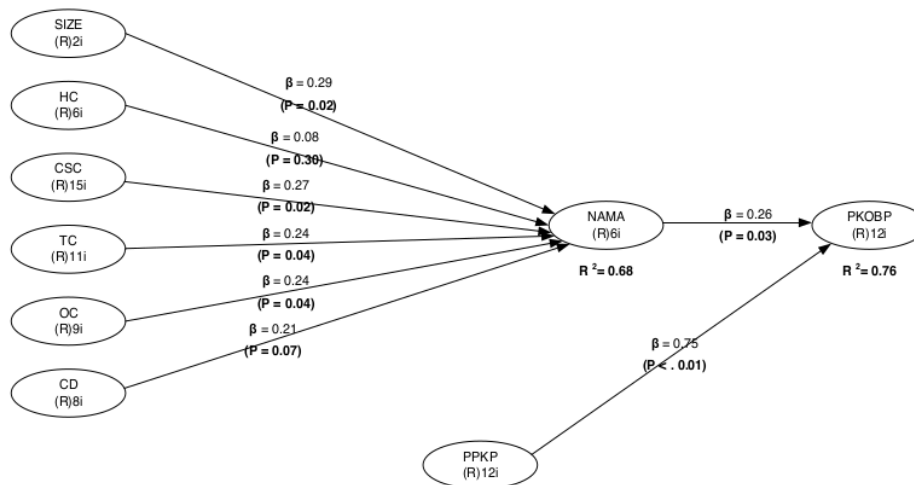 SIZE
(R)2i
β = 0.29
(P = 0.02)
HC
(R)6i
β = 0.08
(P = 0.30)
CSC
(R)15i
β = 0.27
(P = 0.02)
TC
(R)11i
β = 0.24
(P = 0.04)
OC
(R)9i
β = 0.24
(P = 0.04)
CD
(R)8i
β = 0.21
(P = 0.07)
NAMA
(R)6i
R ²= 0.68
β = 0.26
(P = 0.03)
PKOBP
(R)12i
R ²= 0.76
β = 0.75
(P < . 0.01)
PPKP
(R)12i